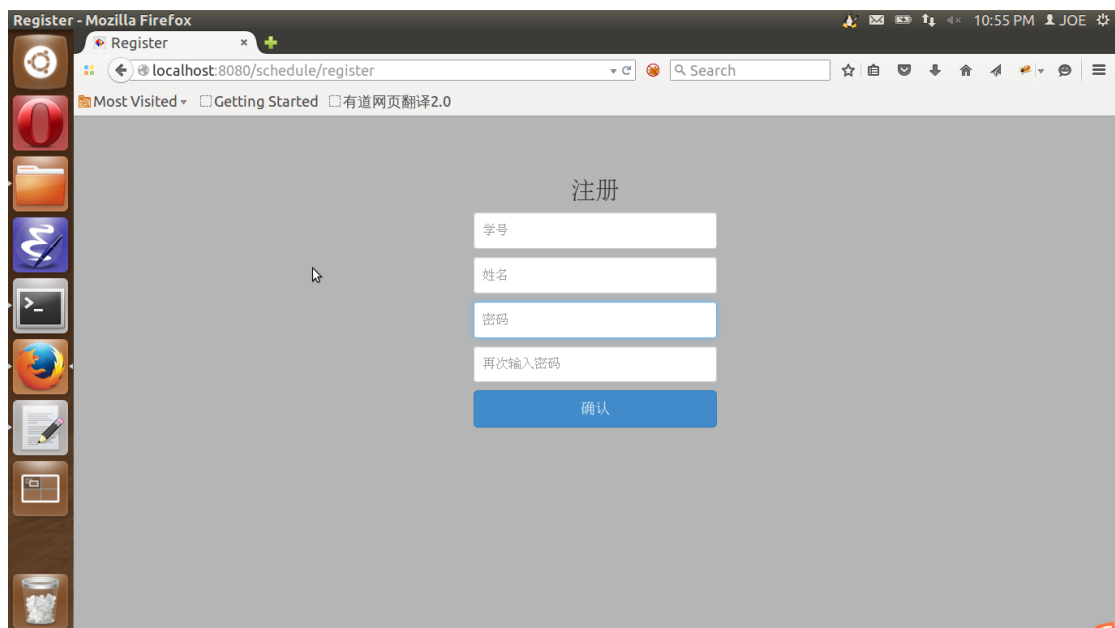 Register - Mozilla Firefox
10:55 PM JOE
Register
localhost:8080/schedule/register
Search
Most Visited Getting Started 有道网页翻译2.0
注册
学号
姓名
密码
再次输入密码
确认